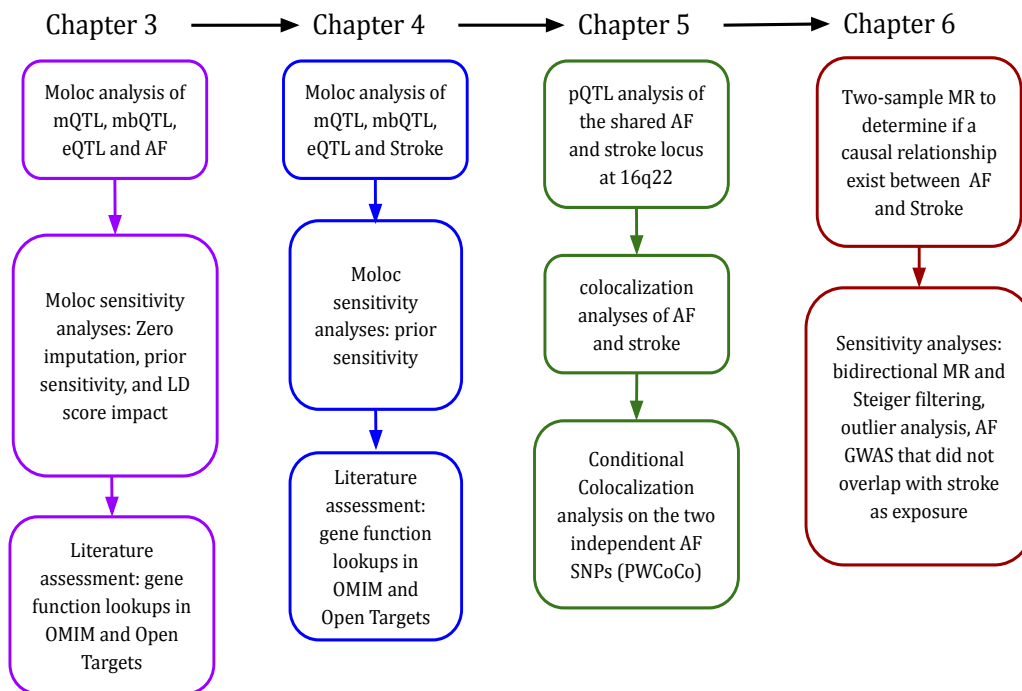 Chapter 3
Chapter 4
Chapter 5
Chapter 6
Moloc analysis of
mQTL, mbQTL,
eQTL and AF
Moloc sensitivity
analyses: Zero
imputation, prior
sensitivity, and LD
score impact
Literature
assessment: gene
function lookups in
OMIM and Open
Targets
Moloc analysis of
mQTL, mbQTL,
eQTL and Stroke
Moloc
sensitivity
analyses: prior
sensitivity
Literature
assessment:
gene function
lookups in
OMIM and
Open Targets
pQTL analysis of
the shared AF
and stroke locus
at 16q22
colocalization
analyses of AF
and stroke
Conditional
Colocalization
analysis on the two
independent AF
SNPs (PWCoCo)
Two-sample MR to
determine if a
causal relationship
exist between AF
and Stroke
Sensitivity analyses:
bidirectional MR and
Steiger filtering,
outlier analysis, AF
GWAS that did not
overlap with stroke
as exposure